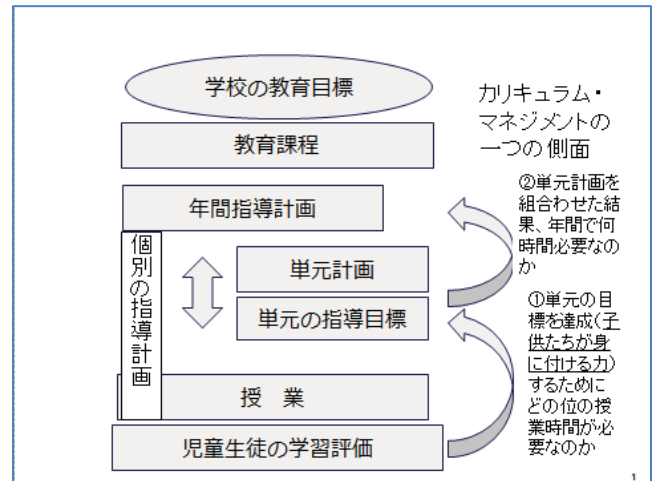 学校の教育目標
教育課程
年間指導計画
個別の指導計画
単元計画
単元の指導目標
授　業
児童生徒の学習評価
カリキュラム・
マネジメントの
一つの側面
②単元計画を
組合わせた結
果、年間で何
時間必要なの
か
①単元の目
標を達成(子
供たちが身
に付ける力)
するために
どの位の授
業時間が必
要なのか
1